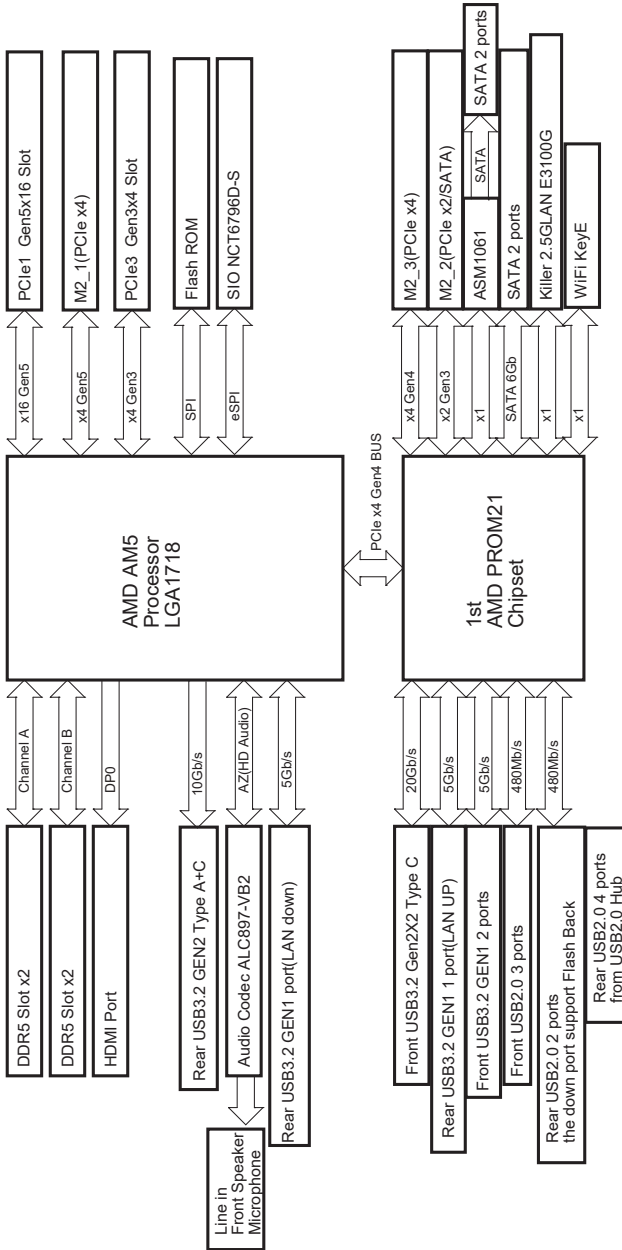 DDR5 Slot x2
Channel A
DDR5 Slot x2
Channel B
HDMI Port
DP0
Rear USB3.2 GEN2 Type A+C
10Gb/s
Line in
Front Speaker
Microphone
Audio Codec ALC897-VB2
AZ(HD Audio)
Rear USB3.2 GEN1 port(LAN down)
5Gb/s
AMD AM5
Processor
LGA1718
x16 Gen5
PCIe1 Gen5x16 Slot
x4 Gen5
M2_1(PCIe x4)
x4 Gen3
PCIe3 Gen3x4 Slot
SPI
Flash ROM
eSPI
SIO NCT6796D-S
PCIe x4 Gen4 BUS
Front USB3.2 Gen2X2 Type C
20Gb/s
Rear USB3.2 GEN1 1 port(LAN UP)
5Gb/s
Front USB3.2 GEN1 2 ports
5Gb/s
Front USB2.0 3 ports
480Mb/s
Rear USB2.0 2 ports
the down port support Flash Back
480Mb/s
Rear USB2.0 4 ports
from USB2.0 Hub
1st
AMD PROM21
Chipset
x4 Gen4
M2_3(PCIe x4)
x2 Gen3
M2_2(PCIe x2/SATA)
x1
ASM1061
SATA
SATA 2 ports
SATA 6Gb
SATA 2 ports
x1
Killer 2.5GLAN E3100G
x1
WiFi KeyE